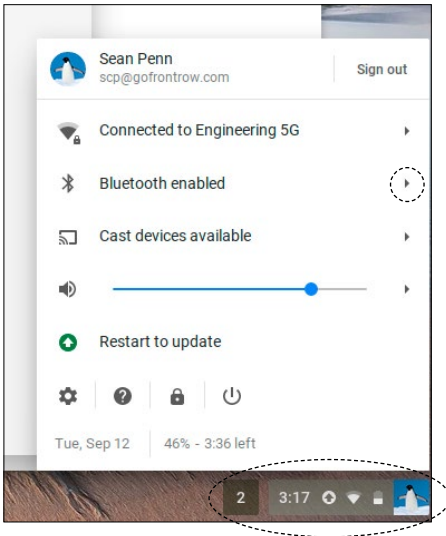 Sean Penn
scp@gofrontrow.com
Sign out
Connected to Engineering 5G
Bluetooth enabled
Cast devices available
Restart to update
Tue, Sep 12
46% - 3:36 left
2
3:17